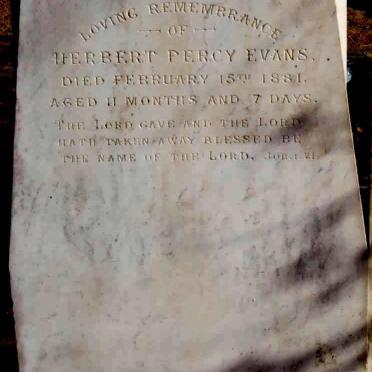 LOVING REMEMBRANCE
OF
HERBERT PERCY EVANS.
DIED FEBRUARY 15TH 1881.
AGED 11 MONTHS AND 7 DAYS.
THE LORD GAVE AND THE LORD
HATH TAKEN AWAY BLESSED BE
THE NAME OF THE LORD. JOB.1.21.